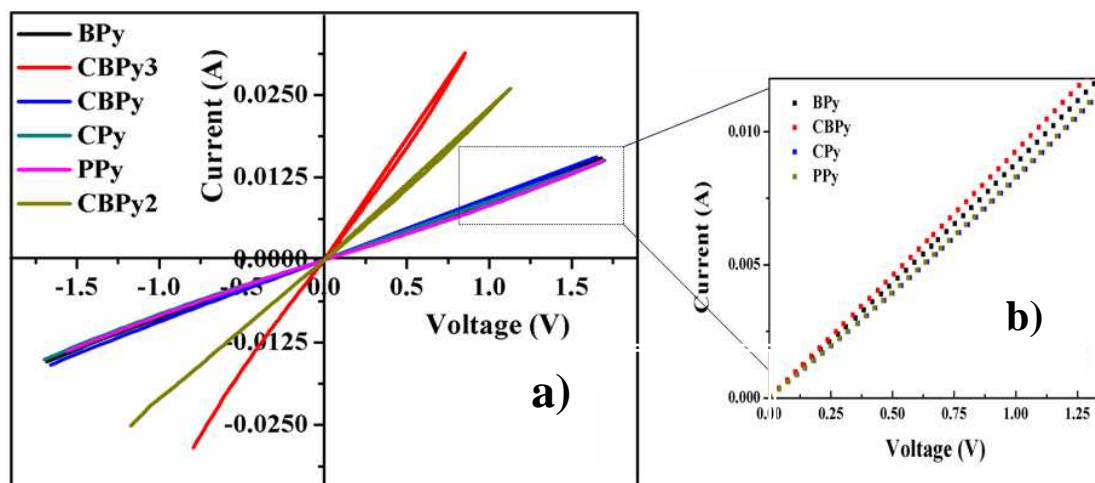 BPy
CBPy3
CBPy
CPy
PPy
CBPy2
Current (A)
0.0250
0.0125
0.0000
-0.0125
-0.0250
-1.5 -1.0 -0.5 0.0 0.5 1.0 1.5
Voltage (V)
a)
BPy
CBPy
CPy
PPy
Current (A)
0.010
0.005
0.000
0.00 0.25 0.50 0.75 1.00 1.25
Voltage (V)
b)